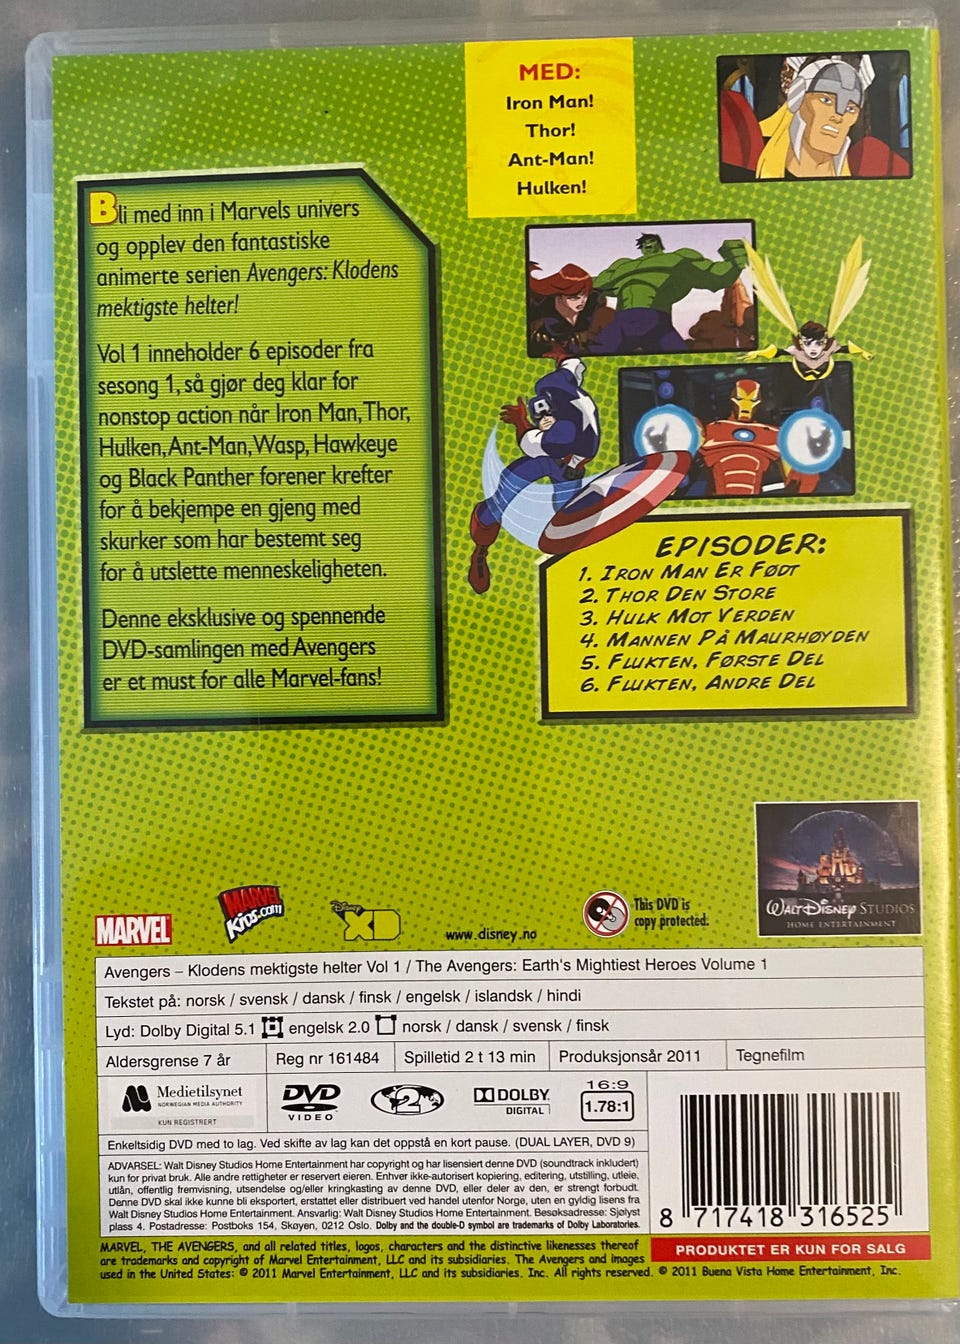 MED:
Iron Man!
Thor!
Ant-Man!
Hulken!
Bli med inn i Marvels univers
og opplev den fantastiske
animerte serien Avengers: Klodens
mektigste helter!
Vol 1 inneholder 6 episoder fra
sesong 1, så gjør deg klar for
nonstop action når Iron Man, Thor,
Hulken, Ant-Man, Wasp, Hawkeye
og Black Panther forener krefter
for å bekjempe en gjeng med
skurker som har bestemt seg
for å utslette menneskeligheten.
Denne eksklusive og spennende
DVD-samlingen med Avengers
er et must for alle Marvel-fans!
EPISODER:
1. IRON MAN ER FØDT
2. THOR DEN STORE
3. HULK MOT VERDEN
4. MANNEN PÅ MAURHØYDEN
5. FLUKTEN, FØRSTE DEL
6. FLUKTEN, ANDRE DEL
MARVEL
MARVEL
Kids.com
Disney
XD
www.disney.no
This DVD is
copy protected.
WALT DISNEY STUDIOS
HOME ENTERTAINMENT
Avengers – Klodens mektigste helter Vol 1 / The Avengers: Earth's Mightiest Heroes Volume 1
Tekstet på: norsk / svensk / dansk / finsk / engelsk / islandsk / hindi
Lyd: Dolby Digital 5.1 engelsk 2.0 norsk / dansk / svensk / finsk
Aldersgrense 7 år Reg nr 161484 Spilletid 2 t 13 min Produksjonsår 2011 Tegnefilm
Medietilsynet
NORWEGIAN MEDIA AUTHORITY
KUN REGISTRERT
DVD
VIDEO
2
DOLBY
DIGITAL
16:9
1.78:1
Enkeltsidig DVD med to lag. Ved skifte av lag kan det oppstå en kort pause. (DUAL LAYER, DVD 9)
ADVARSEL: Walt Disney Studios Home Entertainment har copyright og har lisensiert denne DVD (soundtrack inkludert)
kun for privat bruk. Alle andre rettigheter er reservert eieren. Enhver ikke-autorisert kopiering, editering, utstilling, utleie,
utlån, offentlig fremvisning, utsendelse og/eller kringkasting av denne DVD, eller deler av den, er strengt forbudt.
Denne DVD skal ikke kunne bli eksportert, erstattet eller distribuert ved handel utenfor Norge, uten en gyldig lisens fra
Walt Disney Studios Home Entertainment. Ansvarlig: Walt Disney Studios Home Entertainment. Besøksadresse: Sjølyst
plass 4. Postadresse: Postboks 154, Skøyen, 0212 Oslo. Dolby and the double-D symbol are trademarks of Dolby Laboratories.
8 717418 316525
PRODUKTET ER KUN FOR SALG
MARVEL, THE AVENGERS, and all related titles, logos, characters and the distinctive likenesses thereof
are trademarks and copyright of Marvel Entertainment, LLC and its subsidiaries. The Avengers and Images
used in the United States: © 2011 Marvel Entertainment, LLC and its subsidiaries, Inc. All rights reserved. © 2011 Buena Vista Home Entertainment, Inc.